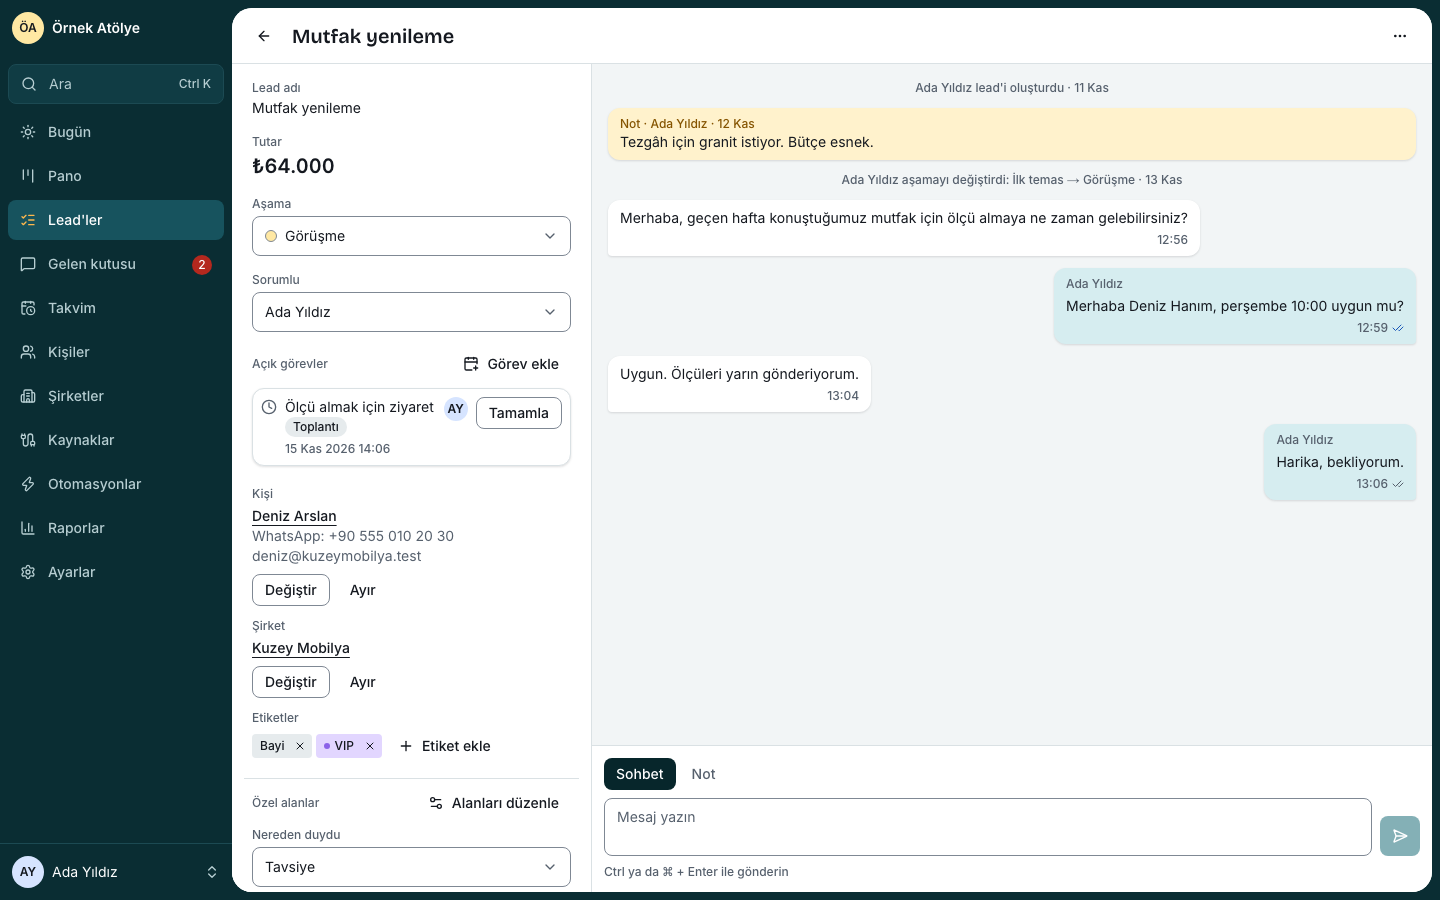 ÖA
Örnek Atölye
Ara
Ctrl K
Bugün
Pano
Lead'ler
Gelen kutusu
2
Takvim
Kişiler
Şirketler
Kaynaklar
Otomasyonlar
Raporlar
Ayarlar
AY
Ada Yıldız
Mutfak yenileme
Lead adı
Mutfak yenileme
Tutar
₺64.000
Aşama
Görüşme
Sorumlu
Ada Yıldız
Açık görevler
Görev ekle
Ölçü almak için ziyaret
AY
Tamamla
Toplantı
15 Kas 2026 14:06
Kişi
Deniz Arslan
WhatsApp: +90 555 010 20 30
deniz@kuzeymobilya.test
Değiştir
Ayır
Şirket
Kuzey Mobilya
Değiştir
Ayır
Etiketler
Bayi
VIP
Etiket ekle
Özel alanlar
Alanları düzenle
Nereden duydu
Tavsiye
Ada Yıldız lead'i oluşturdu · 11 Kas
Not · Ada Yıldız · 12 Kas
Tezgâh için granit istiyor. Bütçe esnek.
Ada Yıldız aşamayı değiştirdi: İlk temas → Görüşme · 13 Kas
Merhaba, geçen hafta konuştuğumuz mutfak için ölçü almaya ne zaman gelebilirsiniz?
12:56
Ada Yıldız
Merhaba Deniz Hanım, perşembe 10:00 uygun mu?
12:59
Uygun. Ölçüleri yarın gönderiyorum.
13:04
Ada Yıldız
Harika, bekliyorum.
13:06
Sohbet
Not
Mesaj yazın
Ctrl ya da ⌘ + Enter ile gönderin